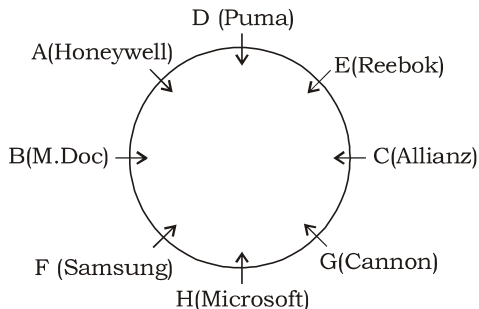 D (Puma)
A(Honeywell)
E(Reebok)
B(M.Doc)
C(Allianz)
F (Samsung)
G(Cannon)
H(Microsoft)